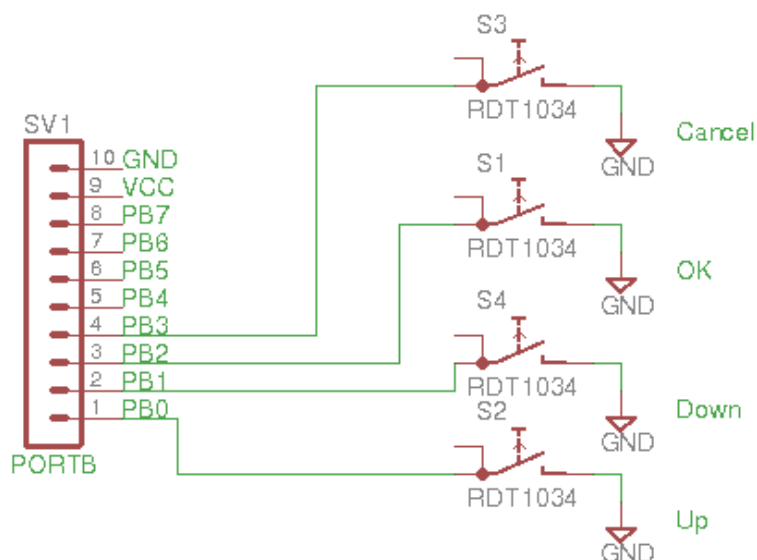 SV1
10 GND
9 VCC
8 PB7
7 PB6
6 PB5
5 PB4
4 PB3
3 PB2
2 PB1
1 PB0
PORTB
S3
RDT1034
GND
Cancel
S1
RDT1034
GND
OK
S4
RDT1034
GND
Down
S2
RDT1034
GND
Up